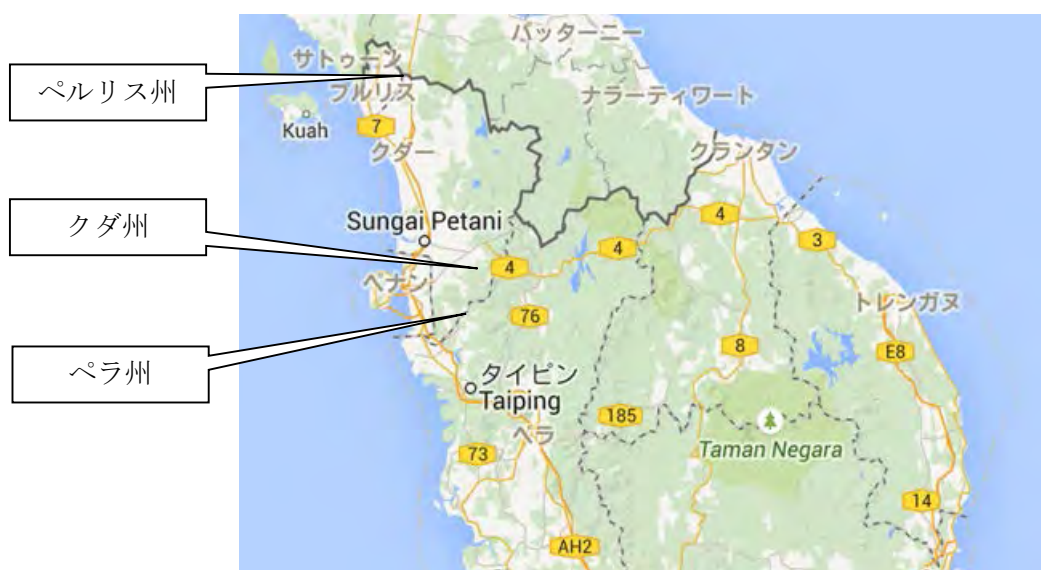 ペルリス州
クダ州
ペラ州
パッターニー
サトゥーン
プルリス
ナラーティワート
Kuah
7
クダー
クランタン
Sungai Petani
4
4
4
3
ペナン
76
トレンガヌ
8
E8
タイピン
Taiping
185
ペラ
Taman Negara
73
14
AH2